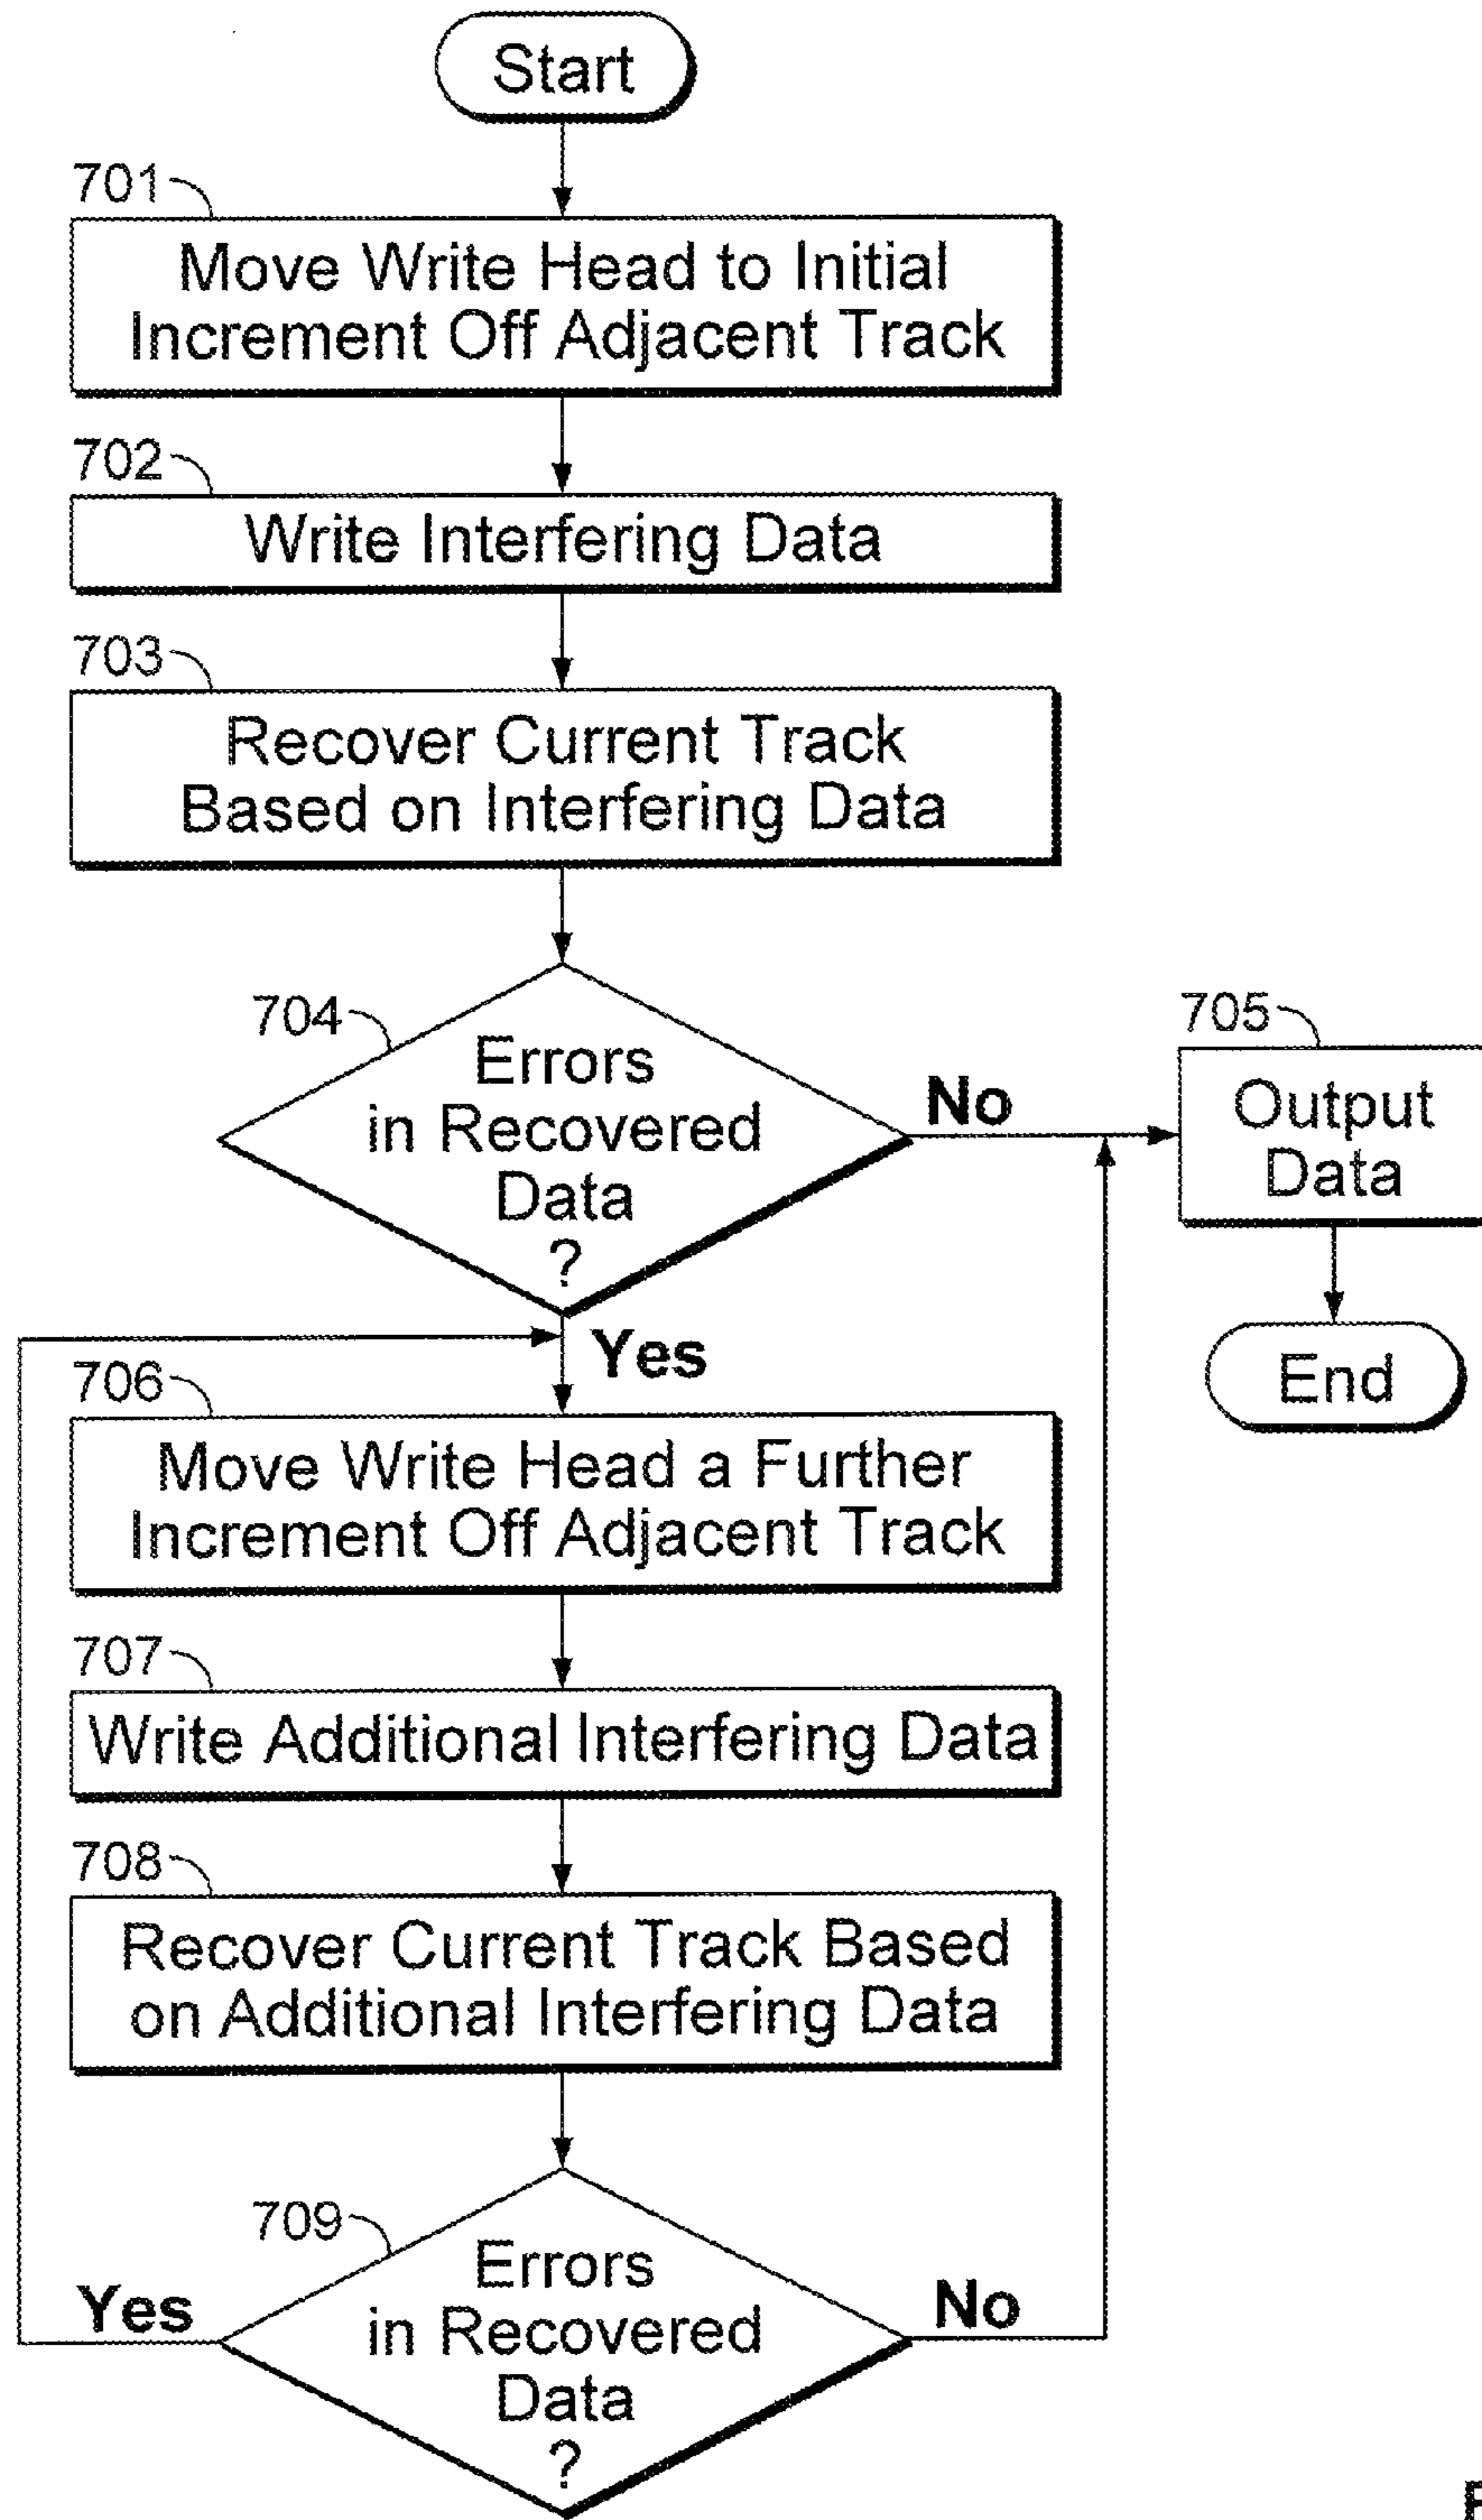 Start
701
Move Write Head to Initial
Increment Off Adjacent Track
702
Write Interfering Data
703
Recover Current Track
Based on Interfering Data
704
Errors
in Recovered
Data
?
No
705
Output
Data
End
Yes
706
Move Write Head a Further
Increment Off Adjacent Track
707
Write Additional Interfering Data
708
Recover Current Track Based
on Additional Interfering Data
709
Errors
in Recovered
Data
?
Yes
No